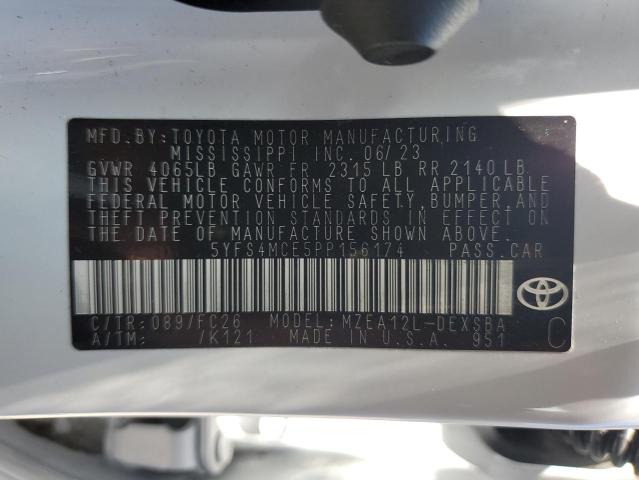 MFD. BY: TOYOTA MOTOR MANUFACTURING
MISSISSIPPI INC. 06/23
GVWR 4065LB GAWR FR 2315 LB RR 2140 LB
THIS VEHICLE CONFORMS TO ALL APPLICABLE
FEDERAL MOTOR VEHICLE SAFETY, BUMPER, AND
THEFT PREVENTION STANDARDS IN EFFECT ON
THE DATE OF MANUFACTURE SHOWN ABOVE.
5YFS4MCE5PP156174 PASS. CAR
C/TR: 089/FC26 MODEL: MZEA12L-DEXSBA
A/TM: /K121 MADE IN U.S.A. 951 C